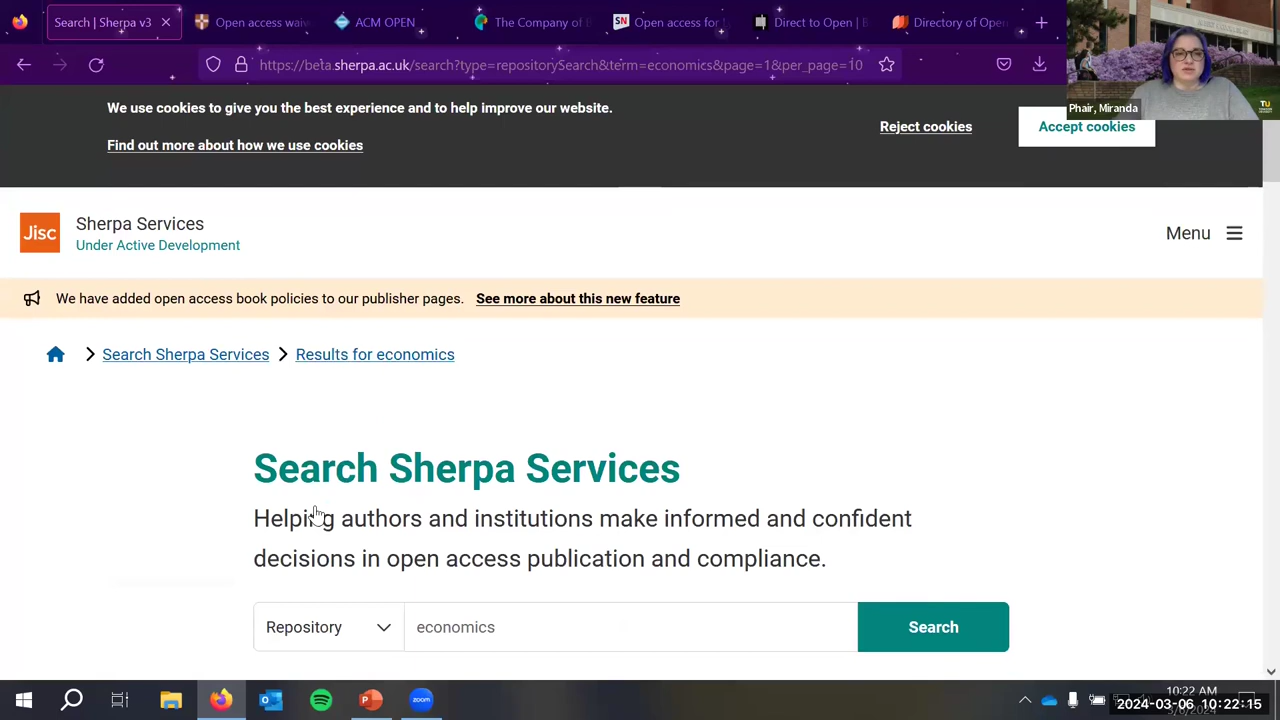 Search | Sherpa v3
Open access wai
ACM OPEN
The Company of B
SN
Open access for
Direct to Open |
Directory of Open
https://beta.sherpa.ac.uk/search?type=repositorySearch&term=economics&page=1&per_page=10
Phair, Miranda
TU
We use cookies to give you the best experience and to help improve our website.
Find out more about how we use cookies
Reject cookies
Accept cookies
Jisc
Sherpa Services
Under Active Development
Menu
We have added open access book policies to our publisher pages. See more about this new feature
Search Sherpa Services
Results for economics
Search Sherpa Services
Helping authors and institutions make informed and confident
decisions in open access publication and compliance.
Repository
economics
Search
10:22 AM
2024-03-06 10:22:15